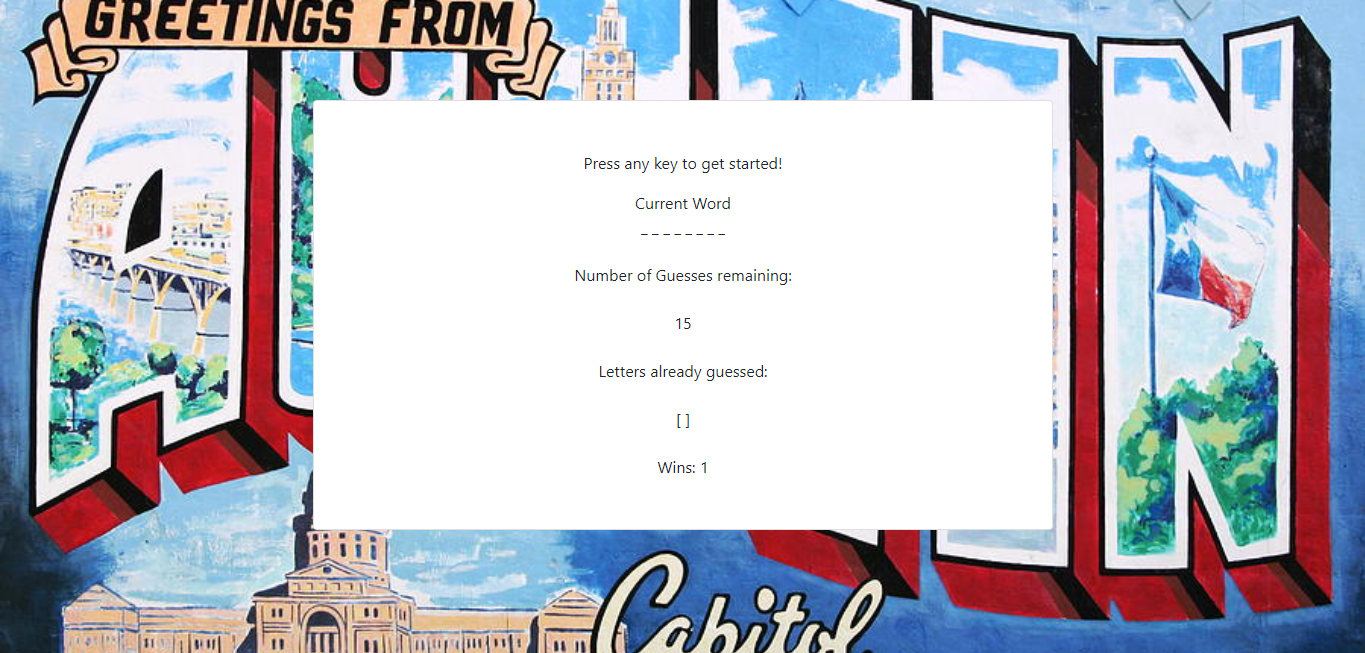 GREETINGS FROM
Press any key to get started!
Current Word
_ _ _ _ _ _ _ _
Number of Guesses remaining:
15
Letters already guessed:
[ ]
Wins: 1
Capitol